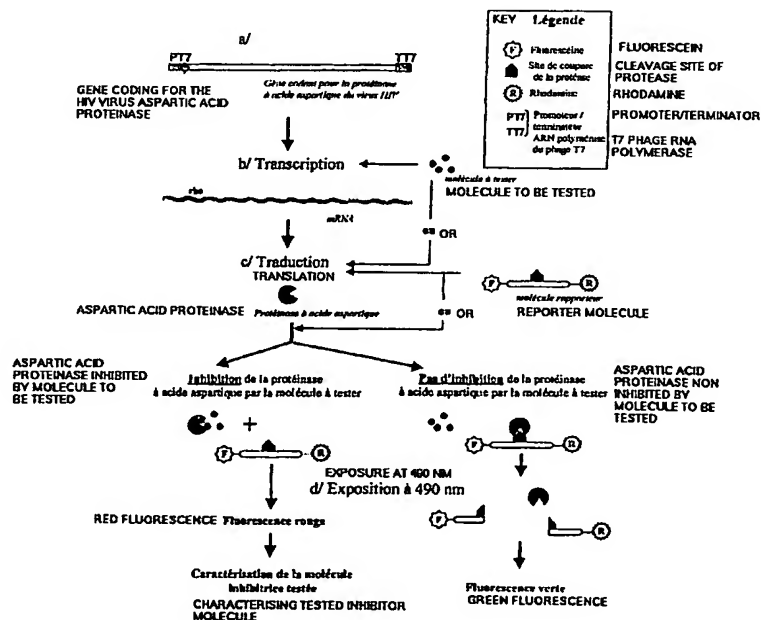 a/
PT7
TT7
Gène codant pour la protéinase
à acide aspartique du virus HIV
GENE CODING FOR THE
HIV VIRUS ASPARTIC ACID
PROTEINASE
KEY Légende
F Fluorescéine
FLUORESCEIN
Site de coupure
de la protéase
CLEAVAGE SITE OF
PROTEASE
R Rhodamine
RHODAMINE
PT7
TT7
Promoteur /
terminateur
ARN polymérase
du phage T7
PROMOTER/TERMINATOR
T7 PHAGE RNA
POLYMERASE
b/ Transcription
molécule à tester
MOLECULE TO BE TESTED
rbs
mRNA
ou OR
c/ Traduction
TRANSLATION
F R
molécule rapporteur
REPORTER MOLECULE
ASPARTIC ACID PROTEINASE Protéinase à acide aspartique
ou OR
ASPARTIC ACID
PROTEINASE INHIBITED
BY MOLECULE TO
BE TESTED
Inhibition de la protéinase
à acide aspartique par la molécule à tester
Pas d'inhibition de la protéinase
à acide aspartique par la molécule à tester
ASPARTIC ACID
PROTEINASE NON
INHIBITED BY
MOLECULE TO BE
TESTED
+
F R
F R
EXPOSURE AT 490 NM
d/ Exposition à 490 nm
F
R
RED FLUORESCENCE Fluorescence rouge
Caractérisation de la molécule
inhibitrice testée
CHARACTERISING TESTED INHIBITOR
MOLECULE
Fluorescence verte
GREEN FLUORESCENCE